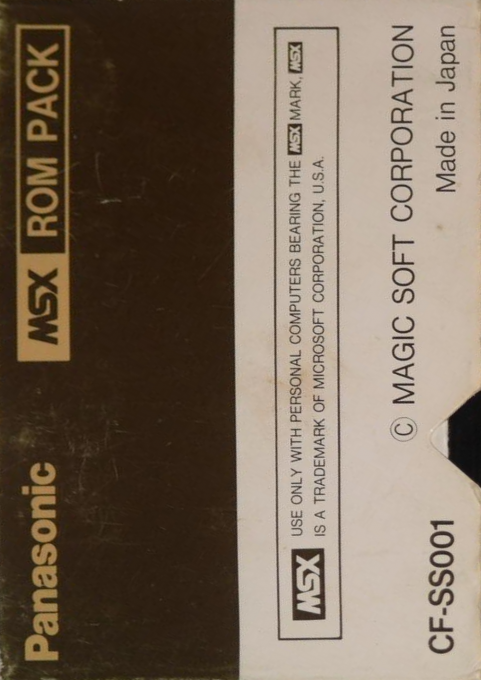 Panasonic MSX ROM PACK
MSX USE ONLY WITH PERSONAL COMPUTERS BEARING THE MSX MARK, MSX
IS A TRADEMARK OF MICROSOFT CORPORATION, U.S.A.
© MAGIC SOFT CORPORATION
CF-SS001 Made in Japan